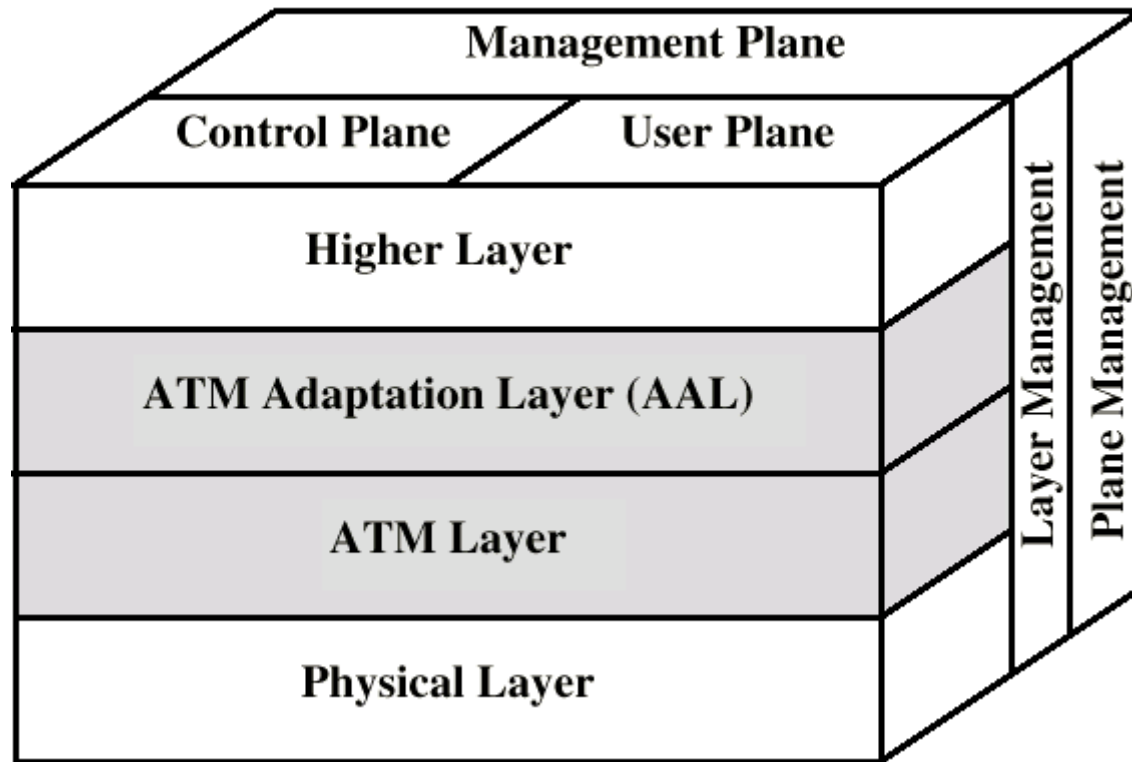 Management Plane
Control Plane
User Plane
Higher Layer
ATM Adaptation Layer (AAL)
ATM Layer
Physical Layer
Layer Management
Plane Management